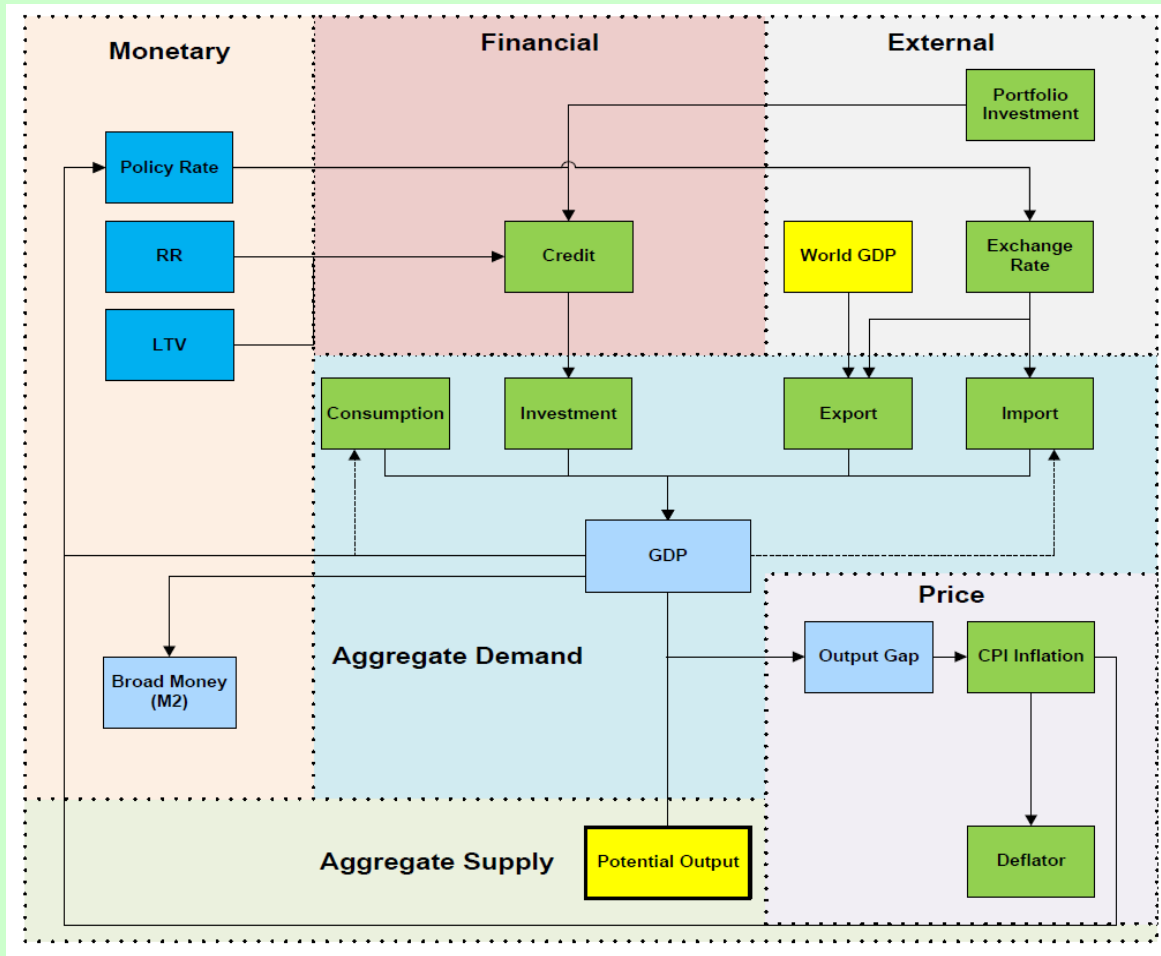 Monetary
Financial
External
Portfolio
Investment
Policy Rate
RR
Credit
World GDP
Exchange
Rate
LTV
Consumption
Investment
Export
Import
GDP
Price
Aggregate Demand
Output Gap
CPI Inflation
Broad Money
(M2)
Aggregate Supply
Potential Output
Deflator